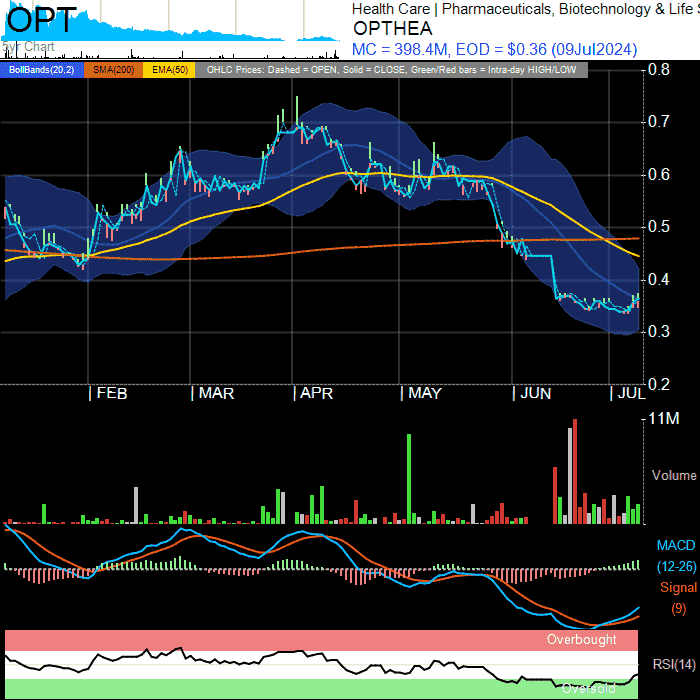 OPT
5yr Chart
Health Care | Pharmaceuticals, Biotechnology & Life S
OPTHEA
MC = 398.4M, EOD = $0.36 (09Jul2024)
BollBands(20,2) SMA(200) EMA(50) OHLC Prices: Dashed = OPEN, Solid = CLOSE, Green/Red bars = Intra-day HIGH/LOW
0.8
0.7
0.6
0.5
0.4
0.3
0.2
| FEB | MAR | APR | MAY | JUN | JUL
11M
Volume
MACD
(12-26)
Signal
(9)
Overbought
RSI(14)
Oversold